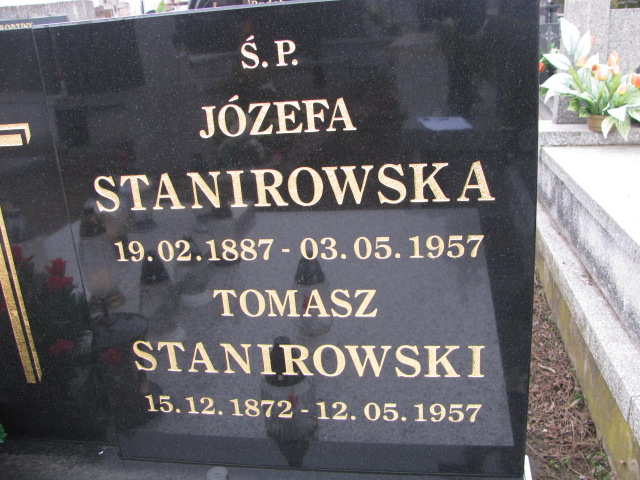 Ś.P.
JÓZEFA
STANIROWSKA
19.02.1887 - 03.05.1957
TOMASZ
STANIROWSKI
15.12.1872 - 12.05.1957